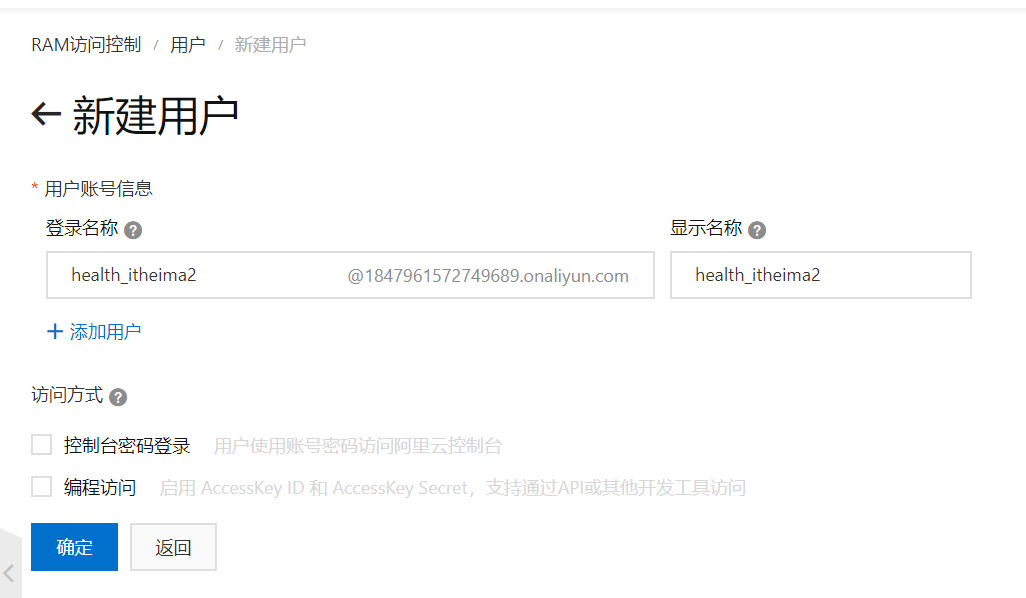 RAM访问控制 / 用户 / 新建用户
← 新建用户
* 用户账号信息
登录名称 ? 显示名称 ?
health_itheima2 @1847961572749689.onaliyun.com health_itheima2
+ 添加用户
访问方式 ?
控制台密码登录 用户使用账号密码访问阿里云控制台
编程访问 启用 AccessKey ID 和 AccessKey Secret，支持通过API或其他开发工具访问
确定 返回